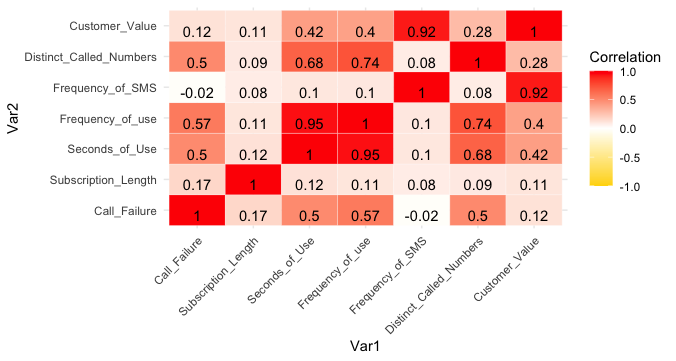 Var2
Customer_Value 0.12 0.11 0.42 0.4 0.92 0.28 1
Distinct_Called_Numbers 0.5 0.09 0.68 0.74 0.08 1 0.28
Frequency_of_SMS -0.02 0.08 0.1 0.1 1 0.08 0.92
Frequency_of_use 0.57 0.11 0.95 1 0.1 0.74 0.4
Seconds_of_Use 0.5 0.12 1 0.95 0.1 0.68 0.42
Subscription_Length 0.17 1 0.12 0.11 0.08 0.09 0.11
Call_Failure 1 0.17 0.5 0.57 -0.02 0.5 0.12
Call_Failure
Subscription_Length
Seconds_of_Use
Frequency_of_use
Frequency_of_SMS
Distinct_Called_Numbers
Customer_Value
Var1
Correlation
1.0
0.5
0.0
-0.5
-1.0